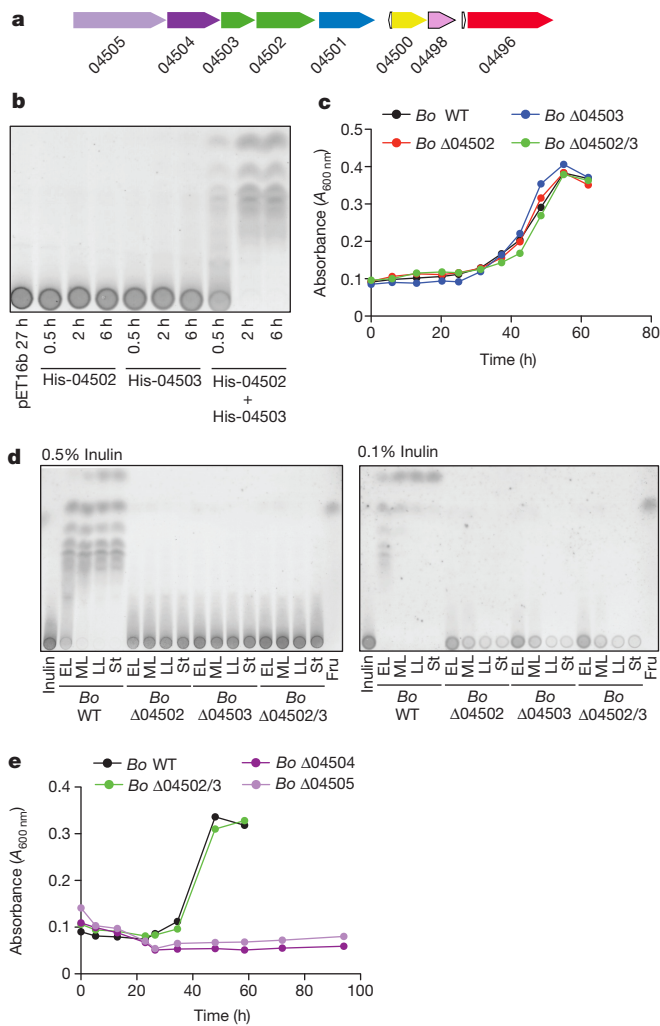 a
04505
04504
04503
04502
04501
04500
04498
04496
b
pET16b 27 h
0.5 h
2 h
6 h
0.5 h
2 h
6 h
0.5 h
2 h
6 h
His-04502
His-04503
His-04502
+
His-04503
c
Bo WT
Bo Δ04503
Bo Δ04502
Bo Δ04502/3
Absorbance (A600 nm)
0.5
0.4
0.3
0.2
0.1
0
0 20 40 60 80
Time (h)
d
0.5% Inulin
Inulin
EL
ML
LL
St
EL
ML
LL
St
EL
ML
LL
St
EL
ML
LL
St
Fru
Bo
WT
Bo
Δ04502
Bo
Δ04503
Bo
Δ04502/3
0.1% Inulin
Inulin
EL
ML
LL
St
EL
ML
LL
St
EL
ML
LL
St
EL
ML
LL
St
Fru
Bo
WT
Bo
Δ04502
Bo
Δ04503
Bo
Δ04502/3
e
Bo WT
Bo Δ04504
Bo Δ04502/3
Bo Δ04505
Absorbance (A600 nm)
0.4
0.3
0.2
0.1
0
0 20 40 60 80 100
Time (h)